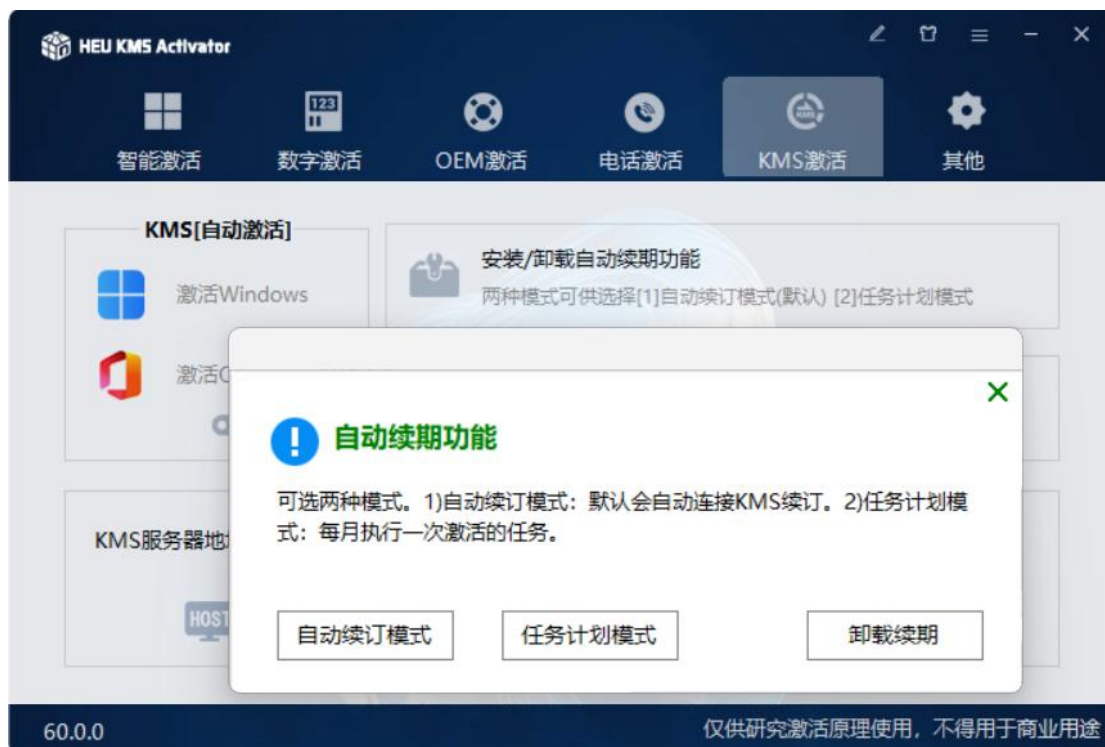 HEU KMS Activator
智能激活
123
数字激活
OEM激活
电话激活
KMS
KMS激活
其他
KMS[自动激活]
激活Windows
激活O
安装/卸载自动续期功能
两种模式可供选择[1]自动续订模式(默认) [2]任务计划模式
自动续期功能
可选两种模式。1)自动续订模式：默认会自动连接KMS续订。2)任务计划模
式：每月执行一次激活的任务。
KMS服务器地
HOST
自动续订模式
任务计划模式
卸载续期
60.0.0
仅供研究激活原理使用，不得用于商业用途